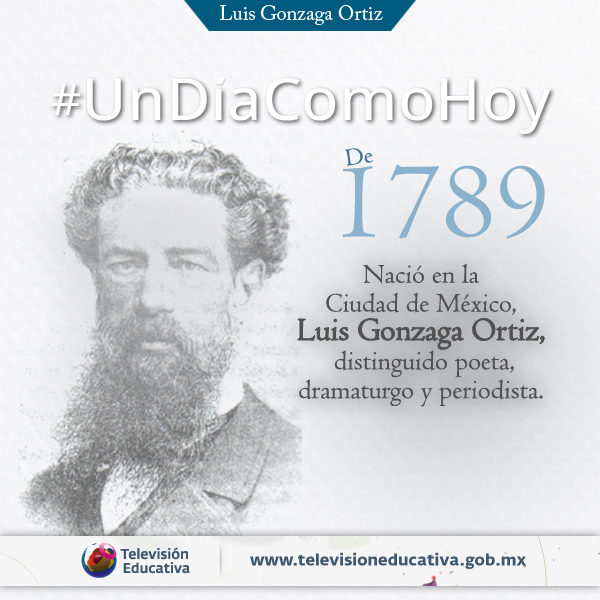 Luis Gonzaga Ortiz
#UnDiaComoHoy
De
1789
Nació en la
Ciudad de México,
Luis Gonzaga Ortiz,
distinguido poeta,
dramaturgo y periodista.
Televisión
Educativa
www.televisioneducativa.gob.mx